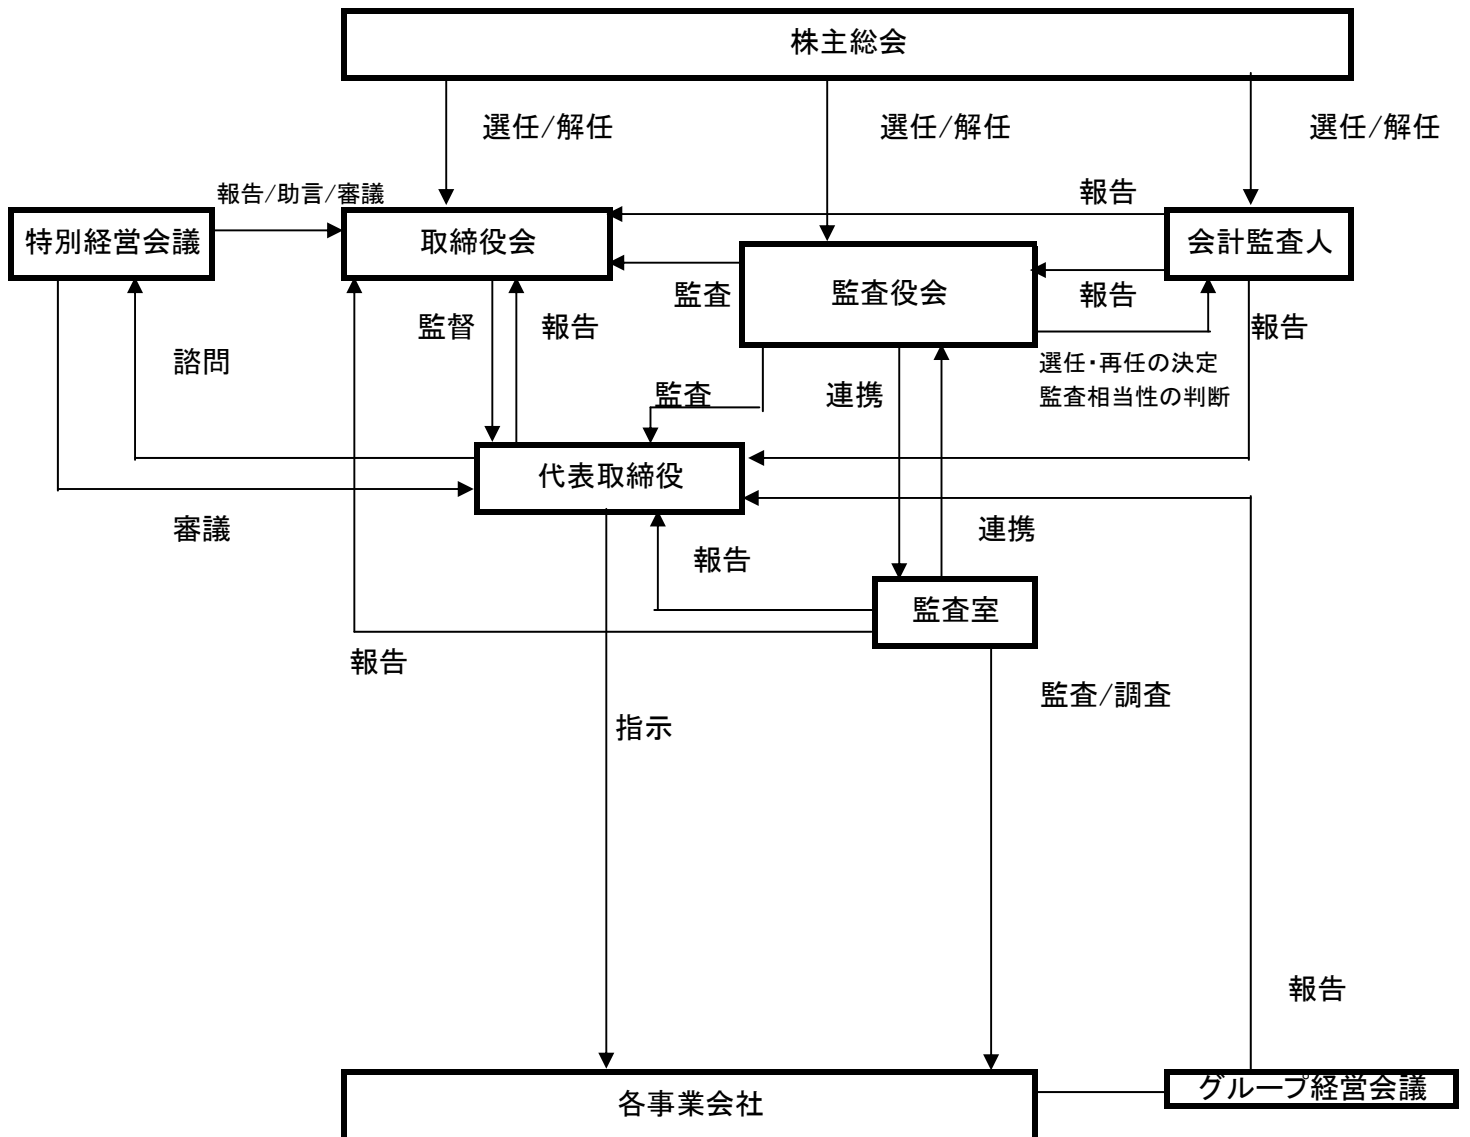 株主総会
選任/解任
選任/解任
選任/解任
報告/助言/審議
報告
特別経営会議
取締役会
会計監査人
監査役会
監査
報告
監督
報告
報告
諮問
選任・再任の決定
監査相当性の判断
監査
連携
代表取締役
審議
連携
報告
監査室
報告
監査/調査
指示
報告
グループ経営会議
各事業会社